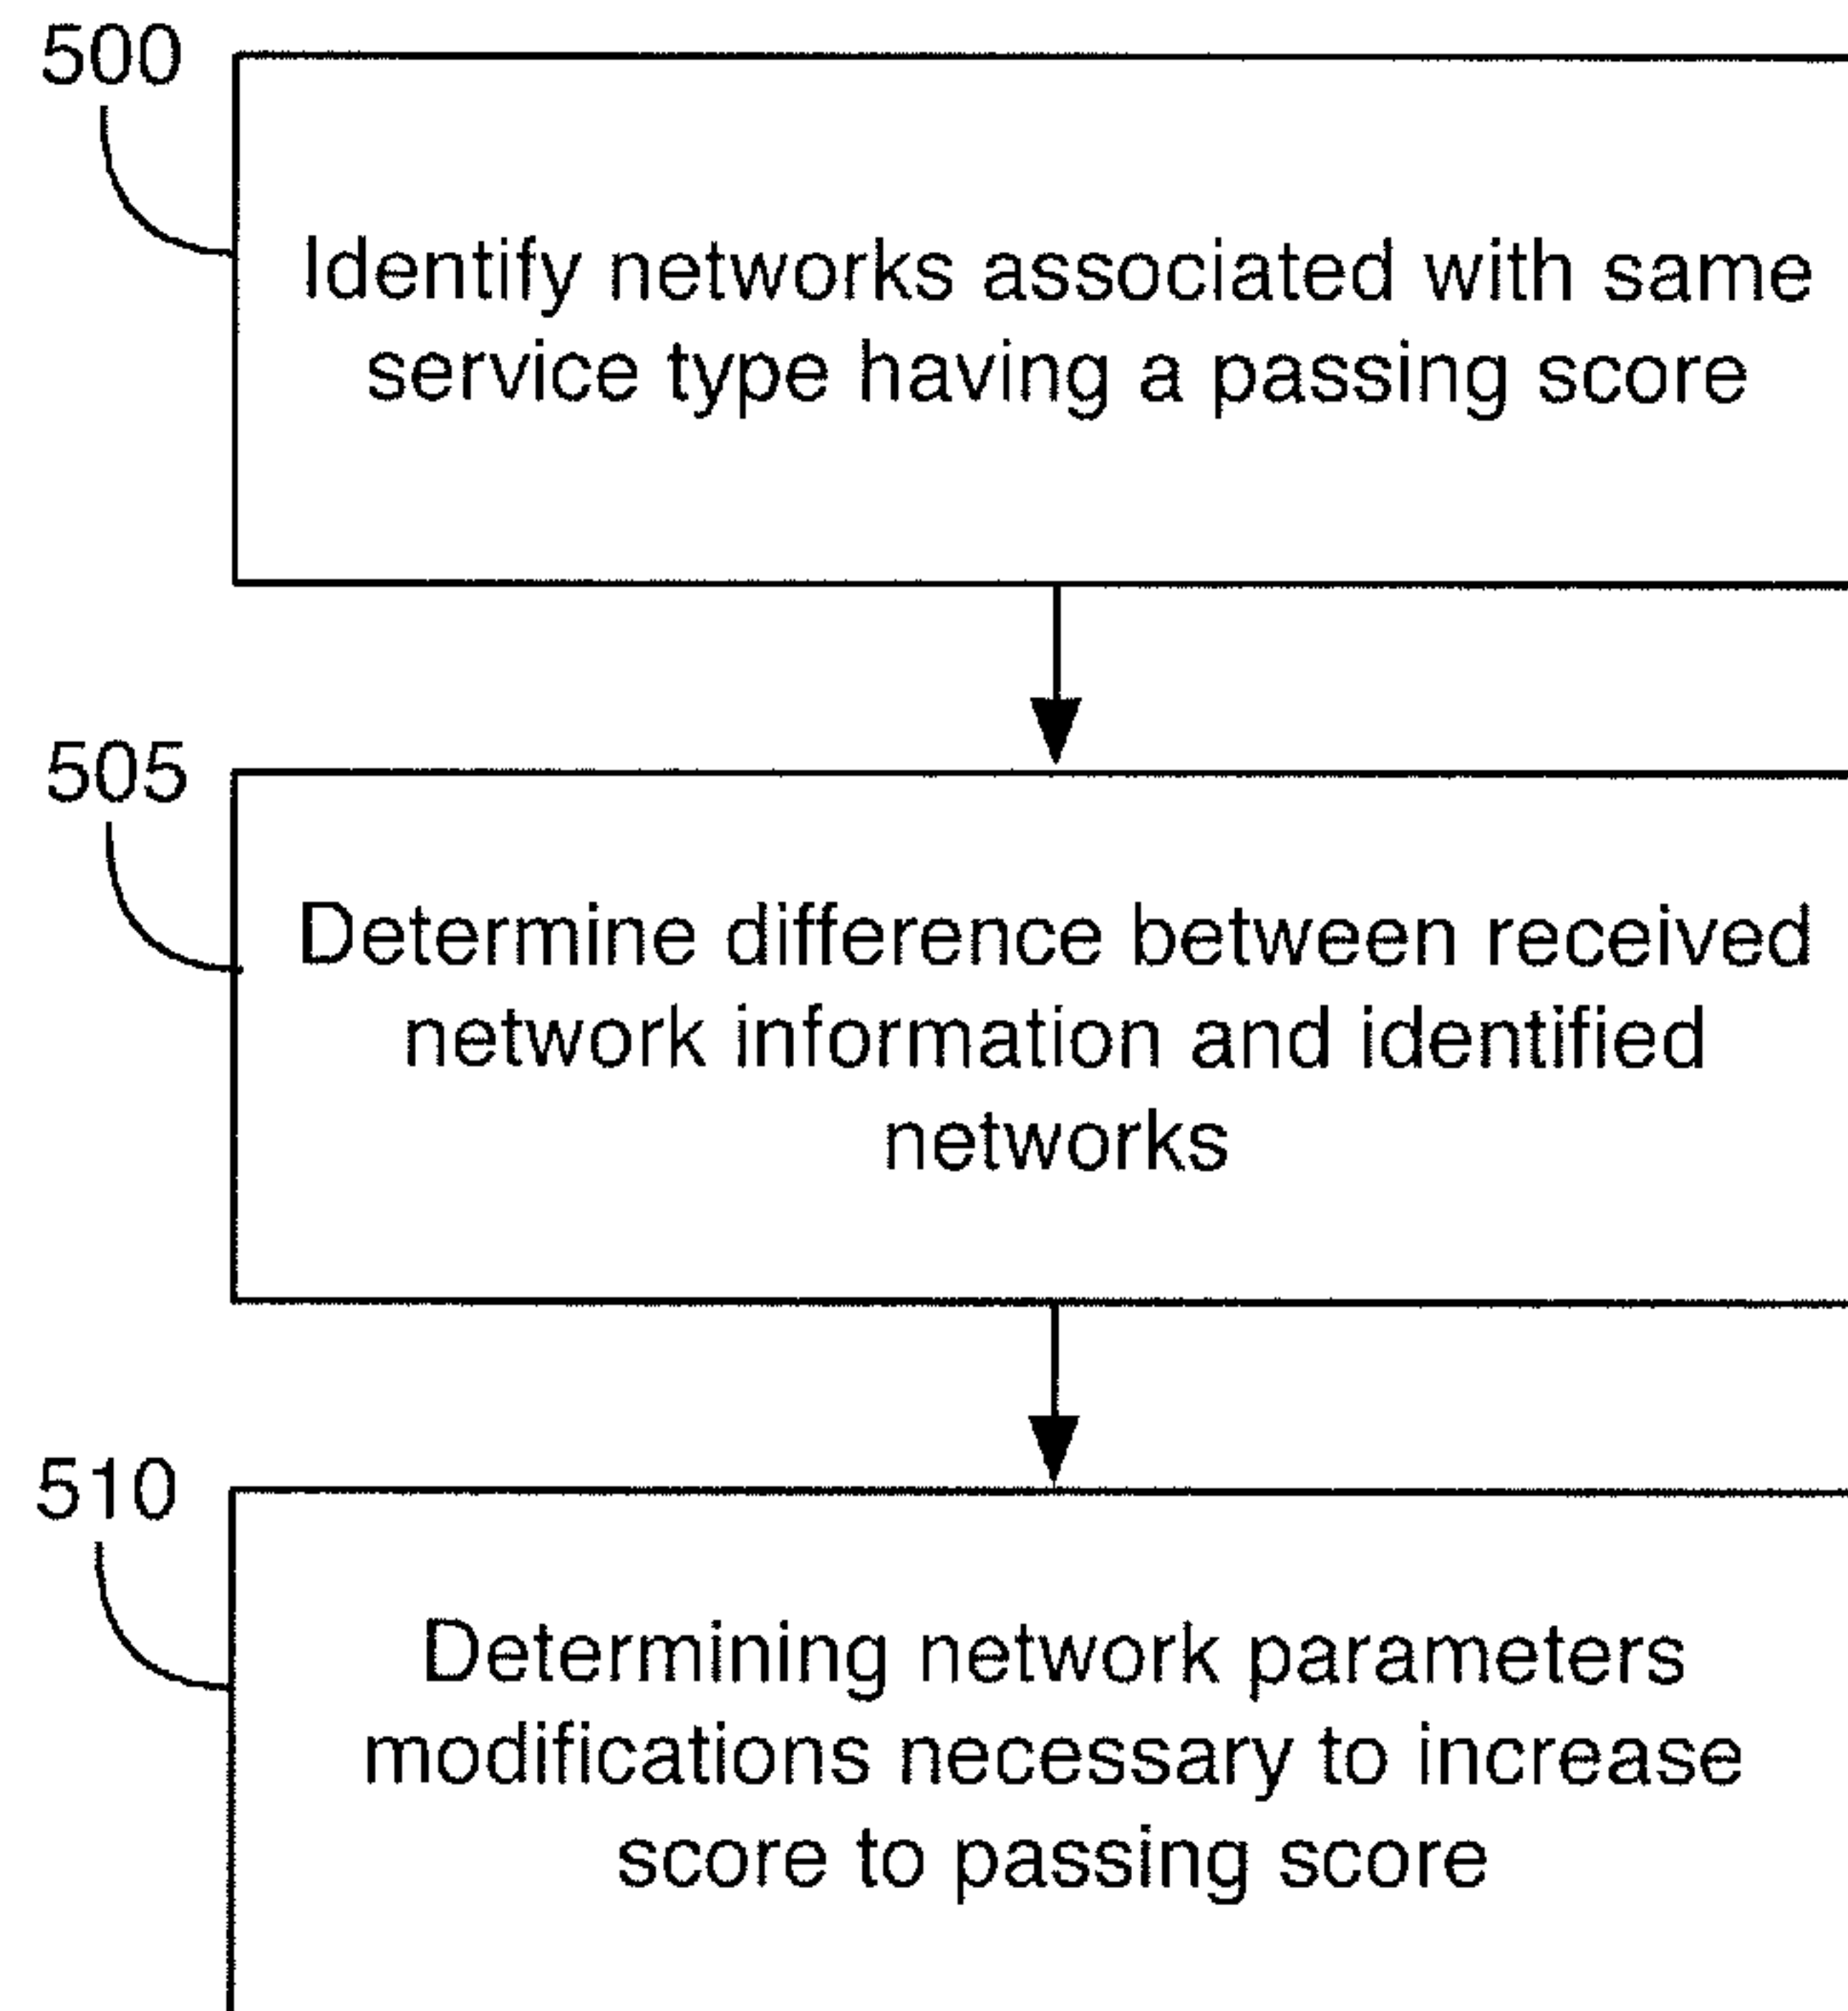 500
Identify networks associated with same
service type having a passing score
505
Determine difference between received
network information and identified
networks
510
Determining network parameters
modifications necessary to increase
score to passing score